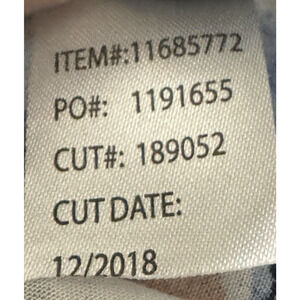 ITEM#:11685772
PO#: 1191655
CUT#: 189052
CUT DATE:
12/2018